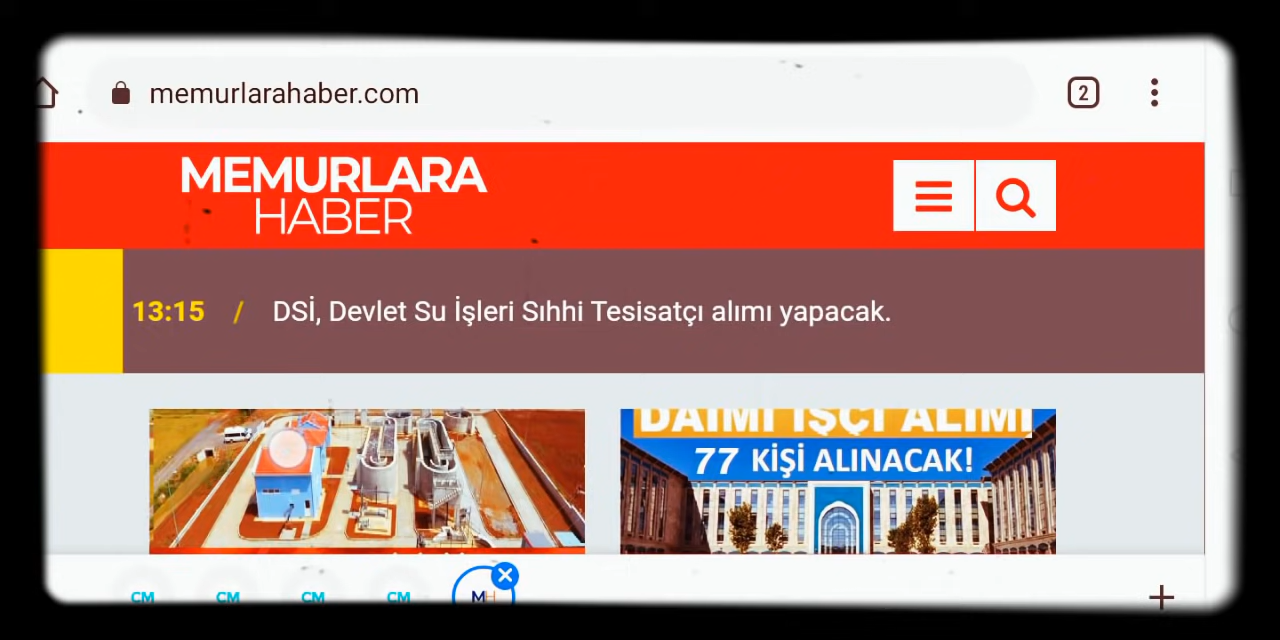 memurlarahaber.com
2
MEMURLARA
HABER
13:15 / DSİ, Devlet Su İşleri Sıhhi Tesisatçı alımı yapacak.
DAİMİ İŞÇİ ALIMI
77 KİŞİ ALINACAK!
CM CM CM CM MH